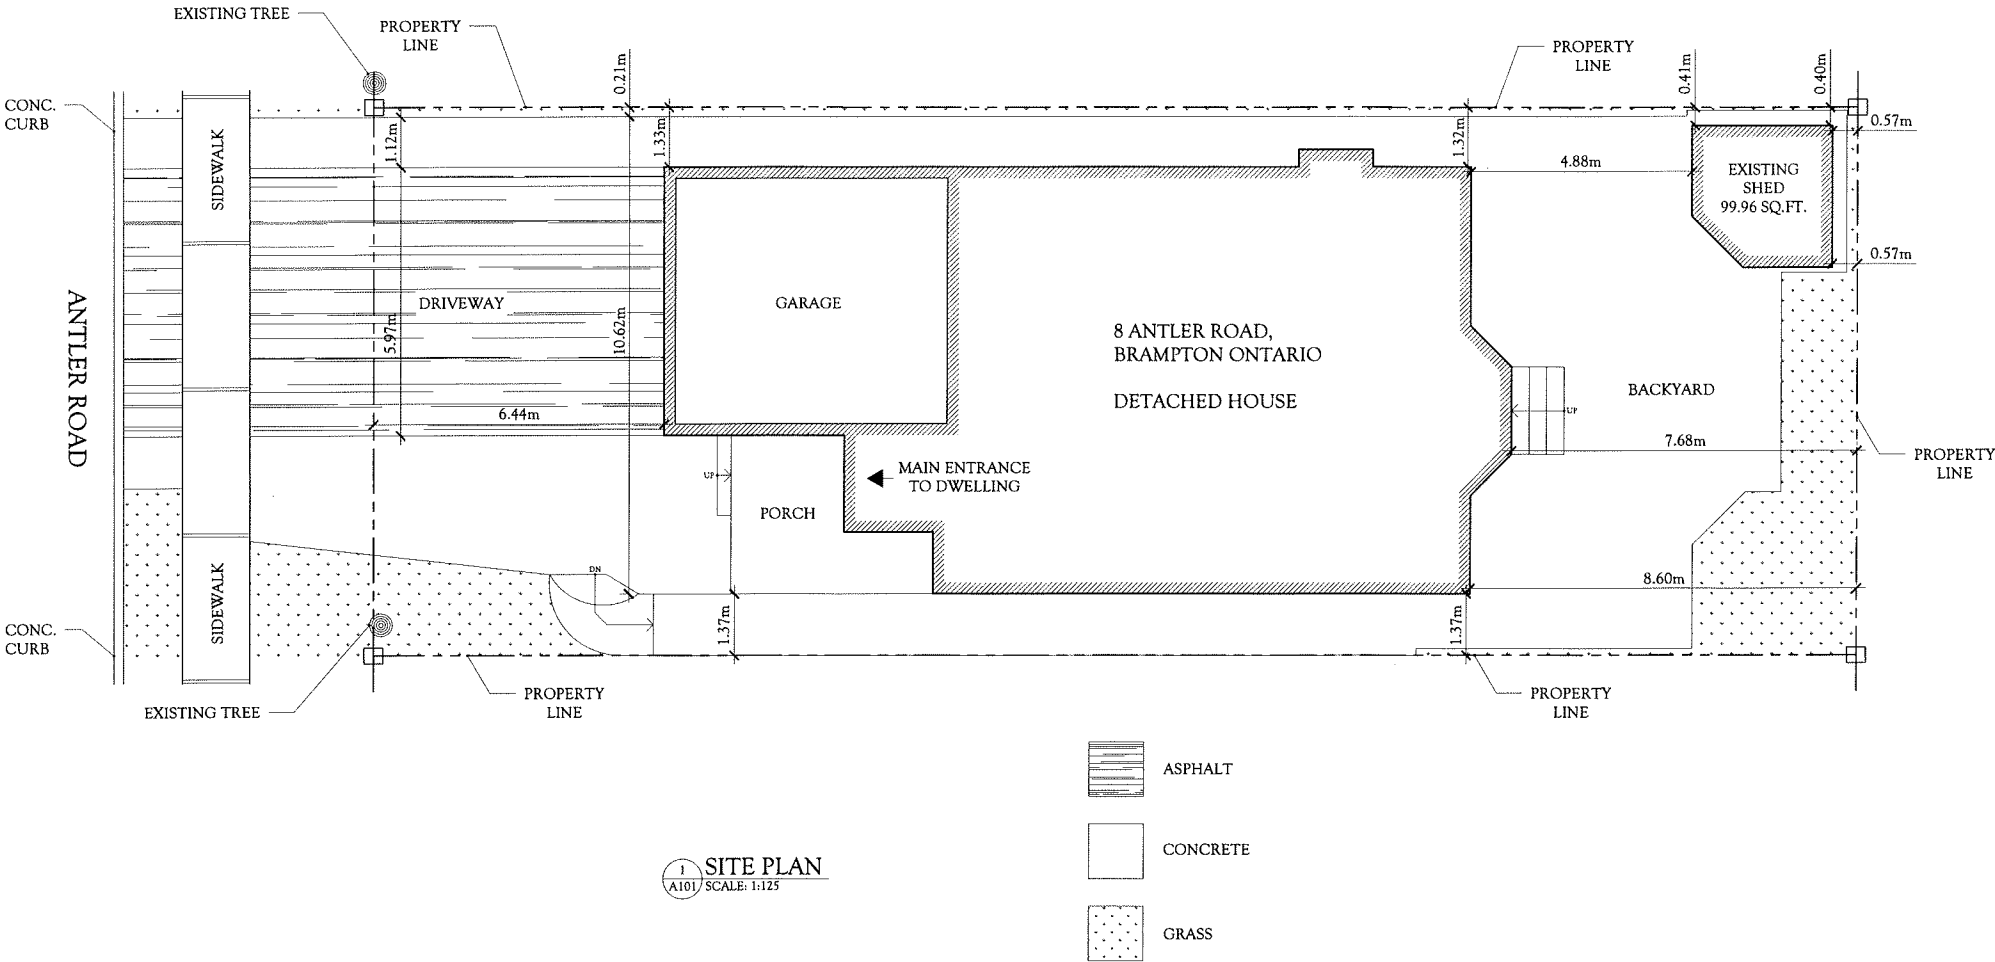 EXISTING TREE
PROPERTY
LINE
0.21m
PROPERTY
LINE
0.41m
0.40m
CONC.
CURB
SIDEWALK
1.12m
1.33m
1.32m
0.57m
4.88m
EXISTING
SHED
99.96 SQ.FT.
0.57m
ANTLER ROAD
DRIVEWAY
5.97m
10.62m
GARAGE
8 ANTLER ROAD,
BRAMPTON ONTARIO
DETACHED HOUSE
BACKYARD
UP
6.44m
7.68m
PROPERTY
LINE
UP
MAIN ENTRANCE
TO DWELLING
PORCH
DN
8.60m
SIDEWALK
CONC.
CURB
1.37m
1.37m
EXISTING TREE
PROPERTY
LINE
PROPERTY
LINE
ASPHALT
CONCRETE
GRASS
1
A101
SITE PLAN
SCALE: 1:125